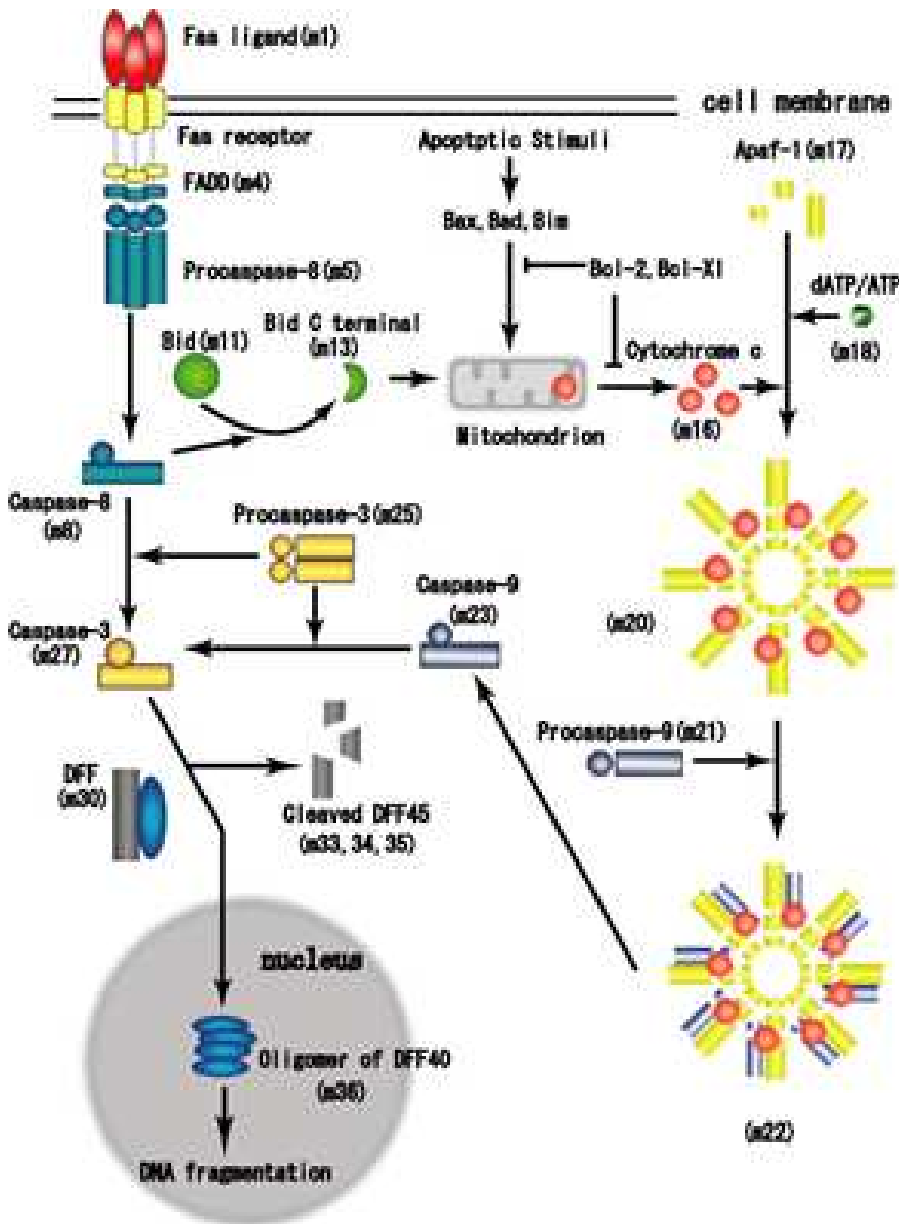 Fas ligand(m1)
cell membrane
Fas receptor
Apoptptic Stimuli
Apaf-1(m17)
FADD(m4)
Bax,Bad,Bim
Procaspase-8(m5)
Bcl-2,Bcl-Xl
dATP/ATP
(m18)
Bid(m11)
Bid C terminal
(m13)
Cytochrome c
(m16)
Mitochondrion
Caspase-8
(m8)
Procaspase-3(m25)
Caspase-9
(m23)
(m20)
Caspase-3
(m27)
Procaspase-9(m21)
DFF
(m30)
Cleaved DFF45
(m33, 34, 35)
nucleus
Oligomer of DFF40
(m36)
(m22)
DNA fragmentation